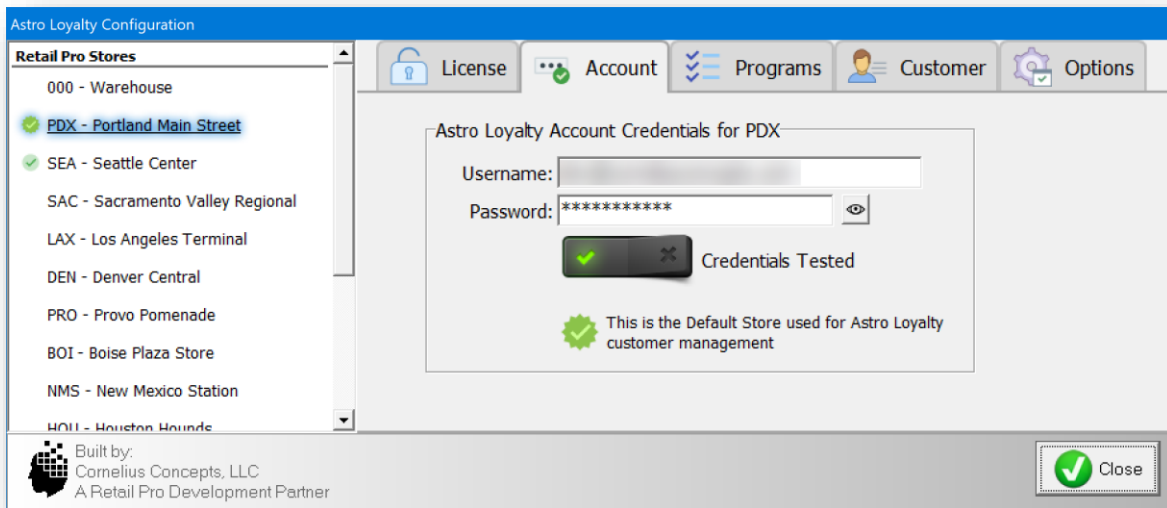 Astro Loyalty Configuration
Retail Pro Stores
000 - Warehouse
PDX - Portland Main Street
SEA - Seattle Center
SAC - Sacramento Valley Regional
LAX - Los Angeles Terminal
DEN - Denver Central
PRO - Provo Pomenade
BOI - Boise Plaza Store
NMS - New Mexico Station
HOU - Houston Hounds
License
Account
Programs
Customer
Options
Astro Loyalty Account Credentials for PDX
Username:
Password: ***********
Credentials Tested
This is the Default Store used for Astro Loyalty
customer management
Built by:
Cornelius Concepts, LLC
A Retail Pro Development Partner
Close